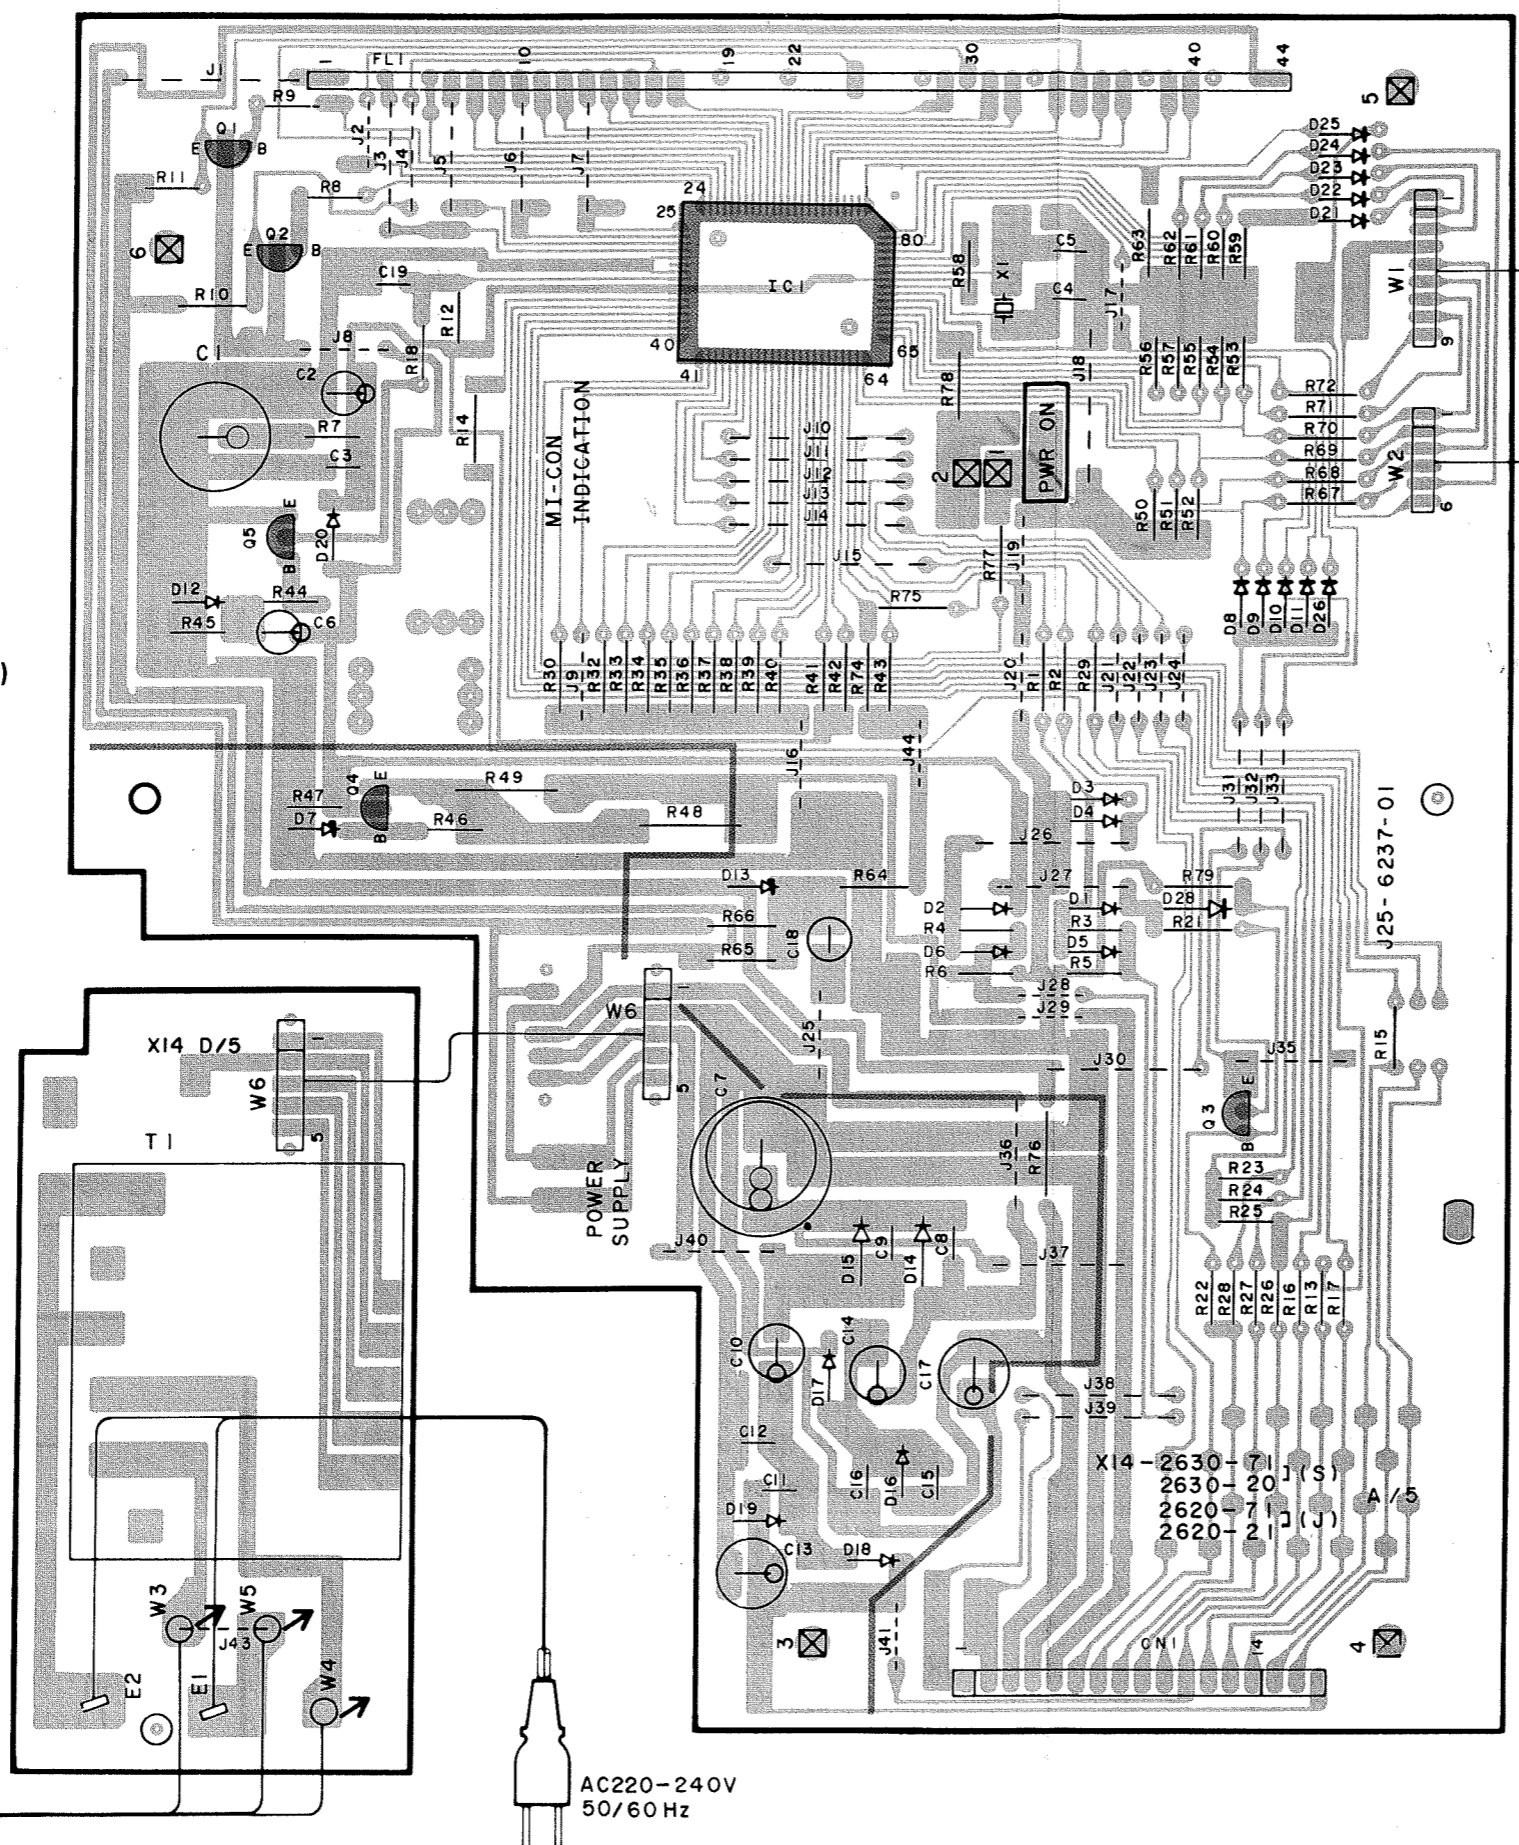 J1
1
FL1
10
19
22
30
40
44
R9
J2
J3
J4
J5
J6
J7
5
Q1
E
B
D25
D24
D23
D22
D21
R11
R8
24
25
80
6
Q2
E
B
R10
C19
R12
R18
IC1
R58
X1
C5
C4
J17
R63
R62
R61
R60
R59
1
W1
9
C1
J8
C2
40
41
65
64
R78
J18
R56
R57
R55
R54
R53
R72
R71
R70
R69
R68
R67
1
W2
6
R7
C3
R14
MI-CON
INDICATION
J10
J11
J12
J13
J14
J15
2
1
PWR ON
R50
R51
R52
Q5
E
B
D20
R77
J19
D12
R44
R45
C6
R75
D8
D9
D10
D11
D26
R30
J9
R32
R33
R34
R35
R36
R37
R38
R39
R40
R41
R42
R74
R43
J20
R1
R2
R29
J21
J22
J23
J24
)
J16
J44
R47
D7
Q4
E
B
R49
R46
R48
D3
D4
J31
J32
J33
J26
J25-6237-01
D13
R64
J27
R79
D2
D1
D28
R66
R4
R3
R21
R65
C18
D6
D5
R6
R5
J28
J29
X14 D/5
W6
1
5
T1
W6
1
5
J25
J30
J35
R15
C7
Q3
E
B
J36
R76
POWER
SUPPLY
R23
R24
R25
J40
D15
C9
D14
C8
J37
R22
R28
R27
R26
R16
R13
R17
C10
D17
C14
C17
J38
J39
C12
C11
C16
D16
C15
X14-2630-71
2630-20 ](S)
2620-71
2620-21 ](J)
A/5
D19
C13
D18
W3
W5
J43
3
J41
1
CN1
14
4
E2
E1
W4
AC220-240V
50/60Hz